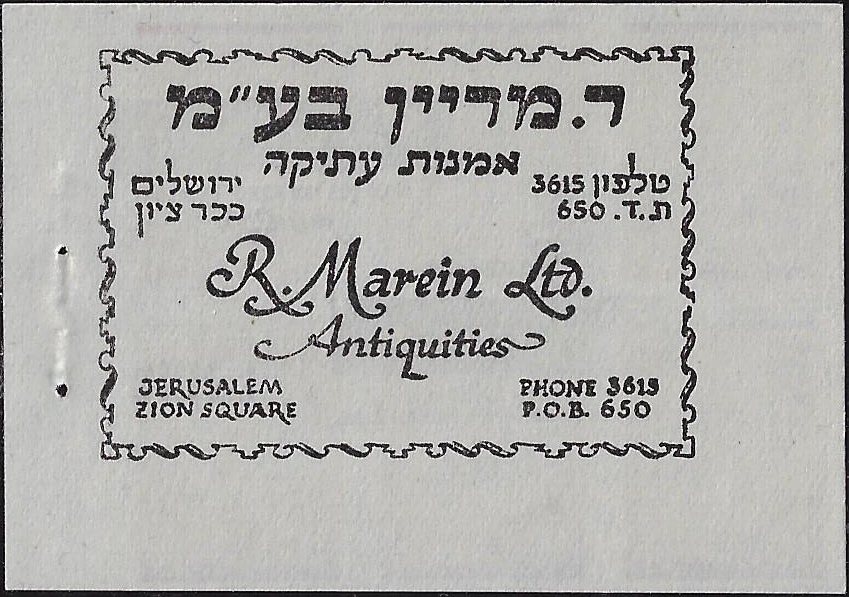 ר. מריין בע״מ
אמנות עתיקה
טלפון 3615
ת.ד. 650
ירושלים
ככר ציון
R. Marein Ltd.
Antiquities
JERUSALEM
ZION SQUARE
PHONE 3615
P.O.B. 650